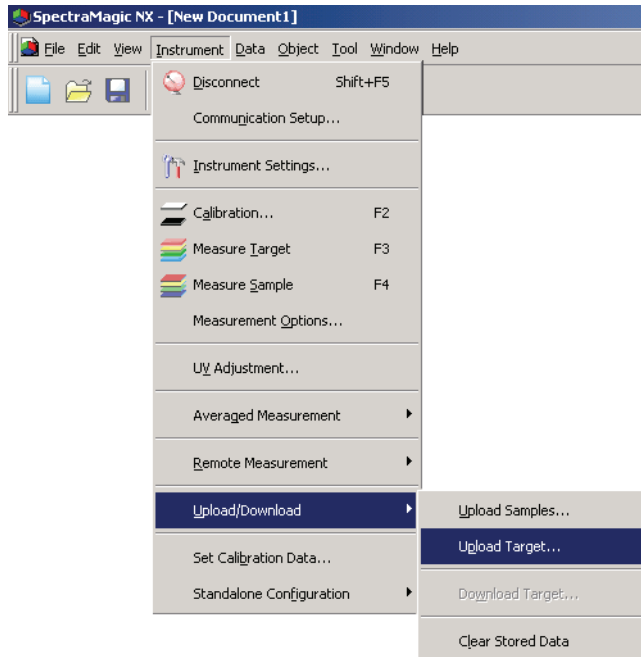 SpectraMagic NX - [New Document1]
File Edit View Instrument Data Object Tool Window Help
Disconnect Shift+F5
Communication Setup...
Instrument Settings...
Calibration... F2
Measure Target F3
Measure Sample F4
Measurement Options...
UV Adjustment...
Averaged Measurement
Remote Measurement
Upload/Download
Upload Samples...
Upload Target...
Set Calibration Data...
Standalone Configuration
Download Target...
Clear Stored Data